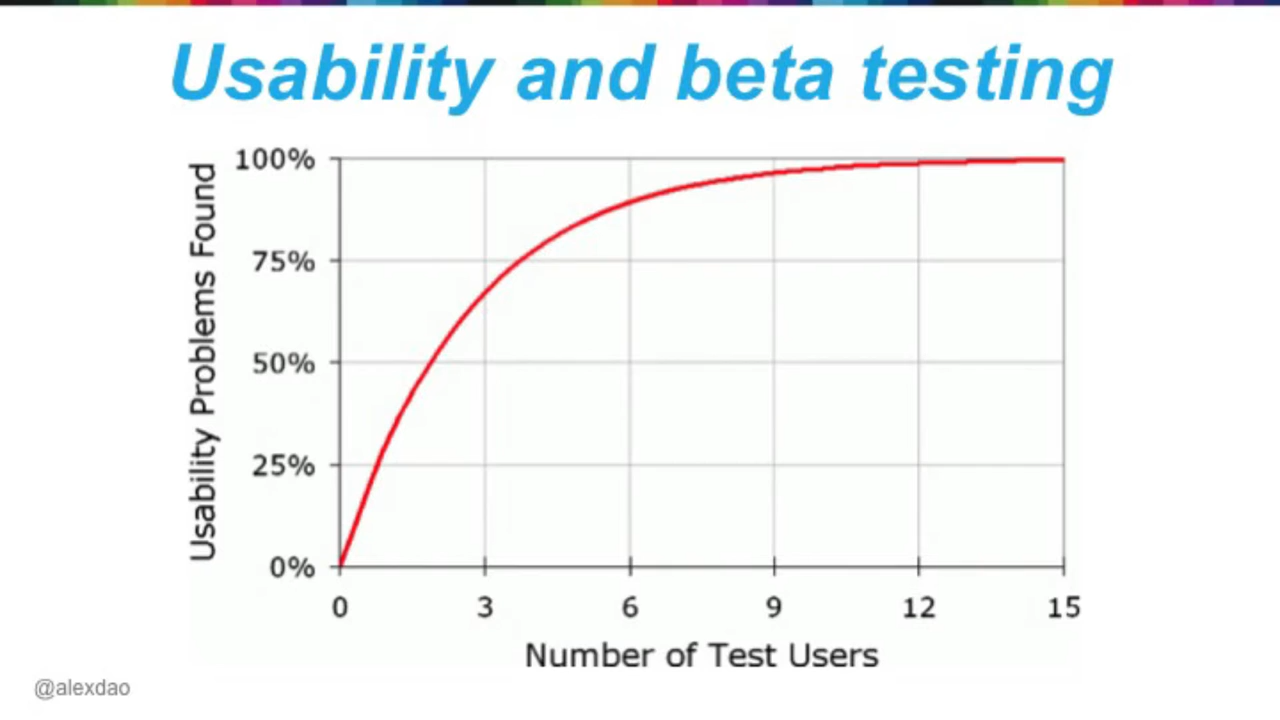 Usability and beta testing
Usability Problems Found
100%
75%
50%
25%
0%
0 3 6 9 12 15
Number of Test Users
@alexdao